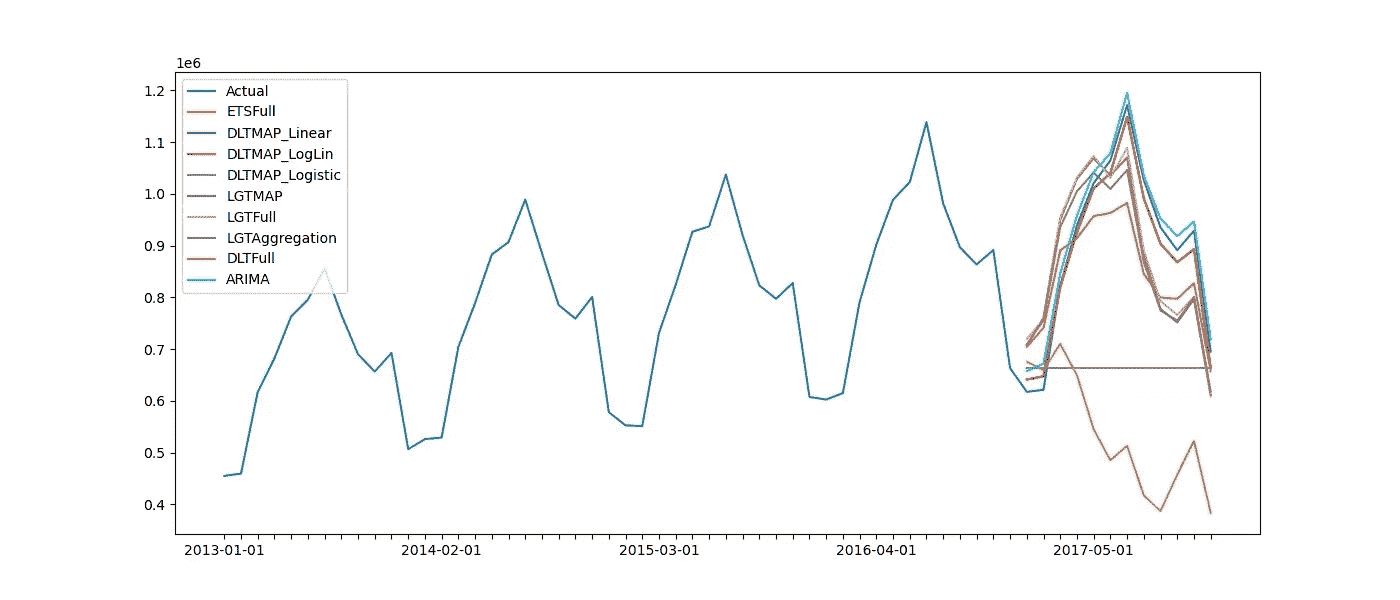 1e6
1.2
1.1
1.0
0.9
0.8
0.7
0.6
0.5
0.4
Actual
ETSFull
DLTMAP_Linear
DLTMAP_LogLin
DLTMAP_Logistic
LGTMAP
LGTFull
LGTAggregation
DLTFull
ARIMA
2013-01-01 2014-02-01 2015-03-01 2016-04-01 2017-05-01